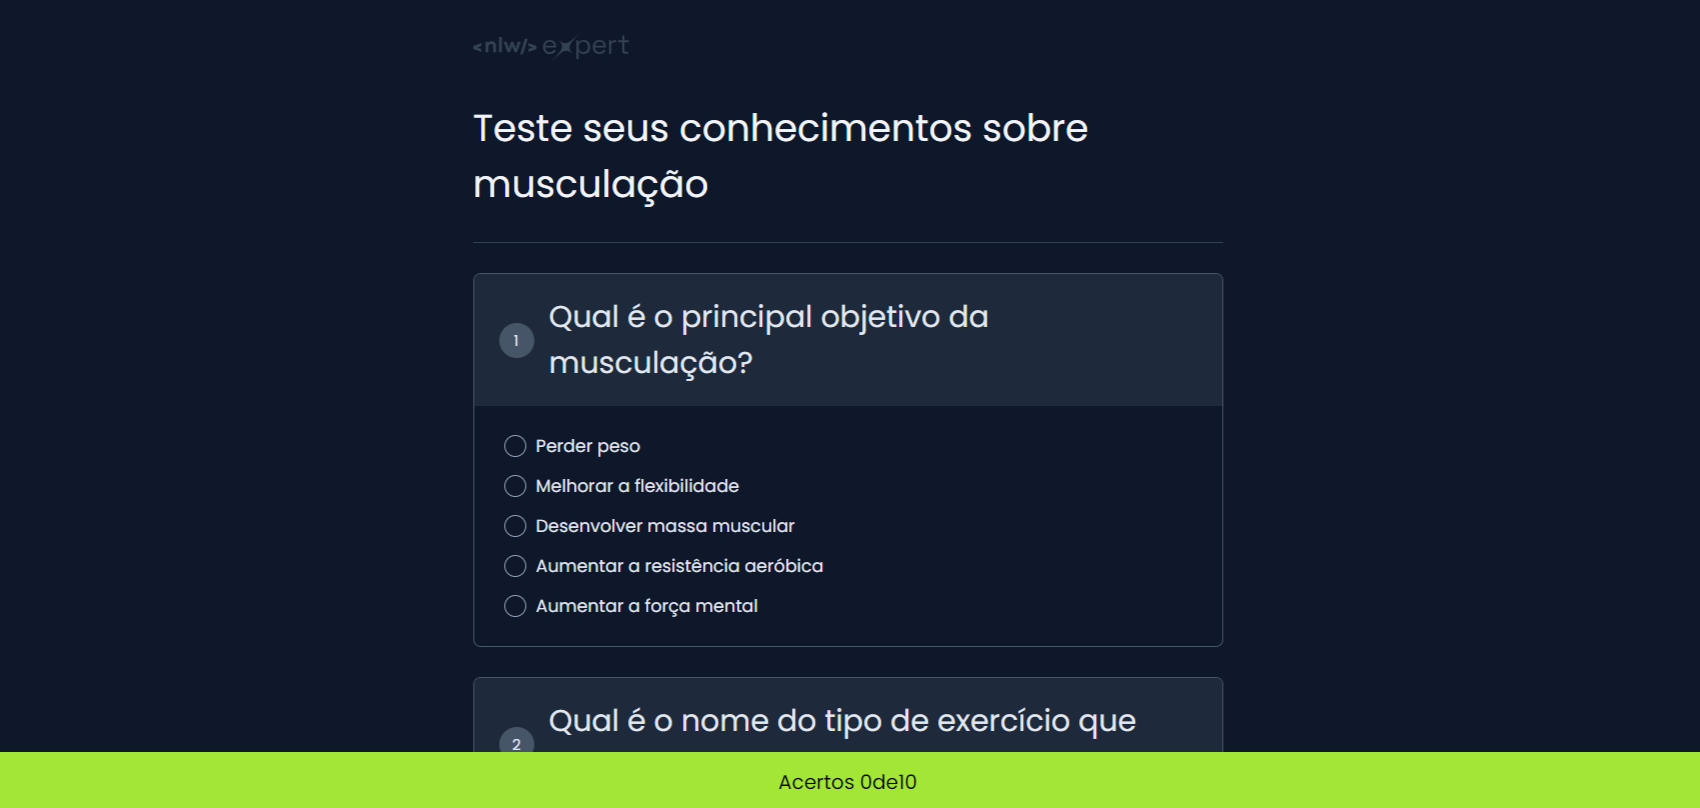 <nlw/> expert
Teste seus conhecimentos sobre
musculação
1
Qual é o principal objetivo da
musculação?
Perder peso
Melhorar a flexibilidade
Desenvolver massa muscular
Aumentar a resistência aeróbica
Aumentar a força mental
2
Qual é o nome do tipo de exercício que
Acertos 0de10